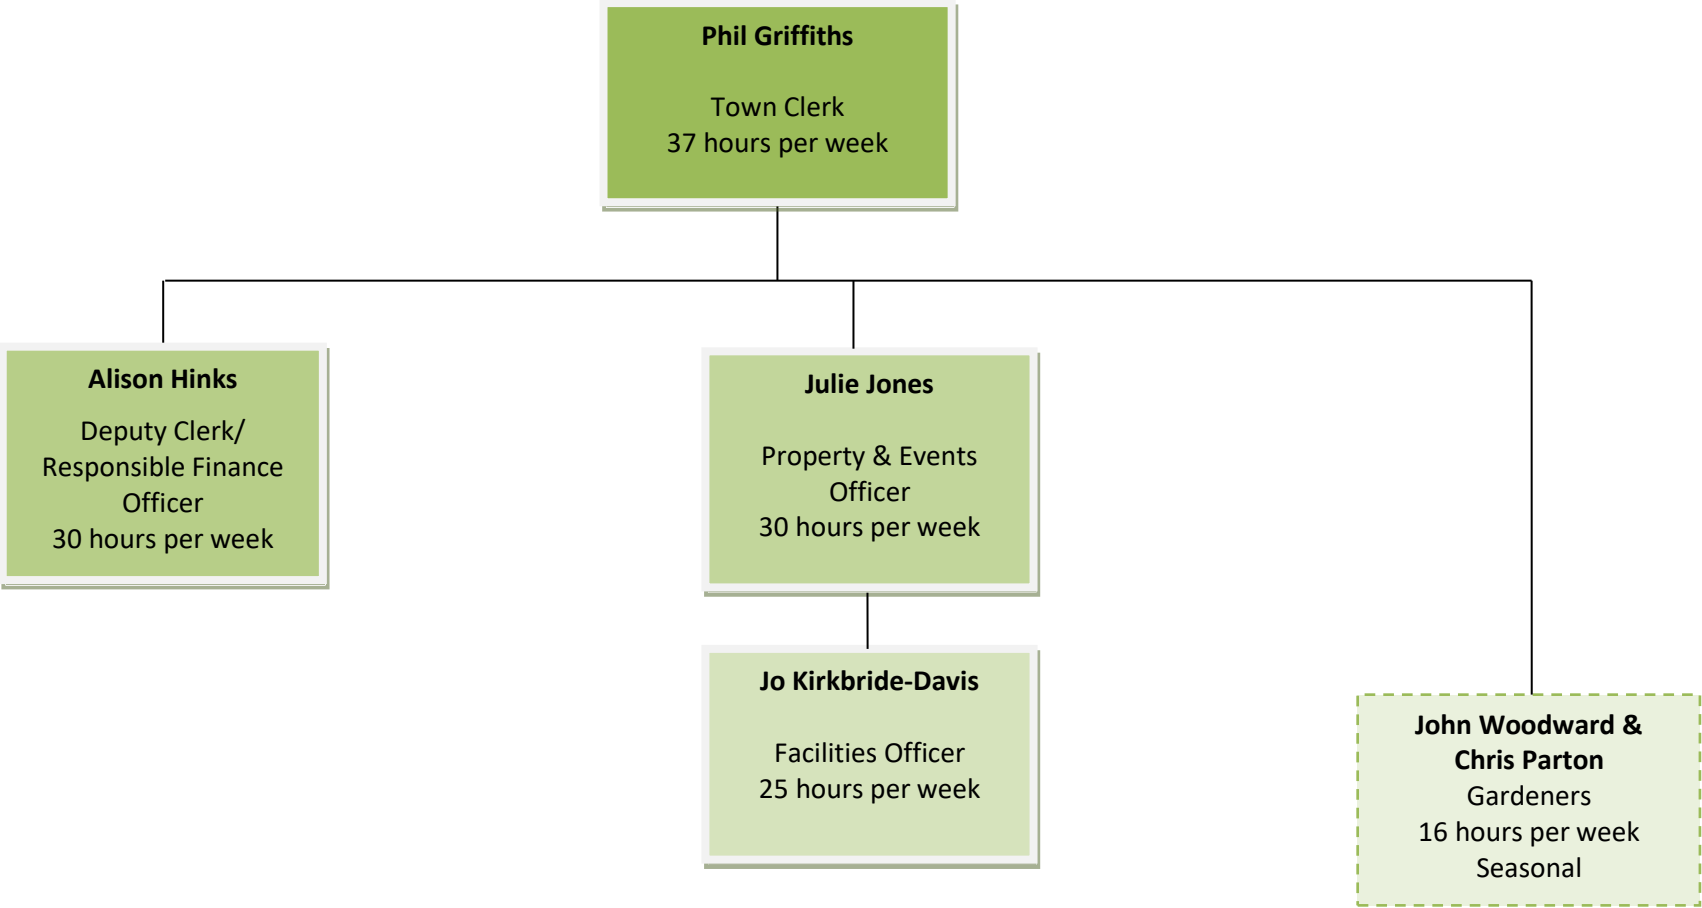 Phil Griffiths
Town Clerk
37 hours per week
Alison Hinks
Deputy Clerk/
Responsible Finance
Officer
30 hours per week
Julie Jones
Property & Events
Officer
30 hours per week
Jo Kirkbride-Davis
Facilities Officer
25 hours per week
John Woodward &
Chris Parton
Gardeners
16 hours per week
Seasonal